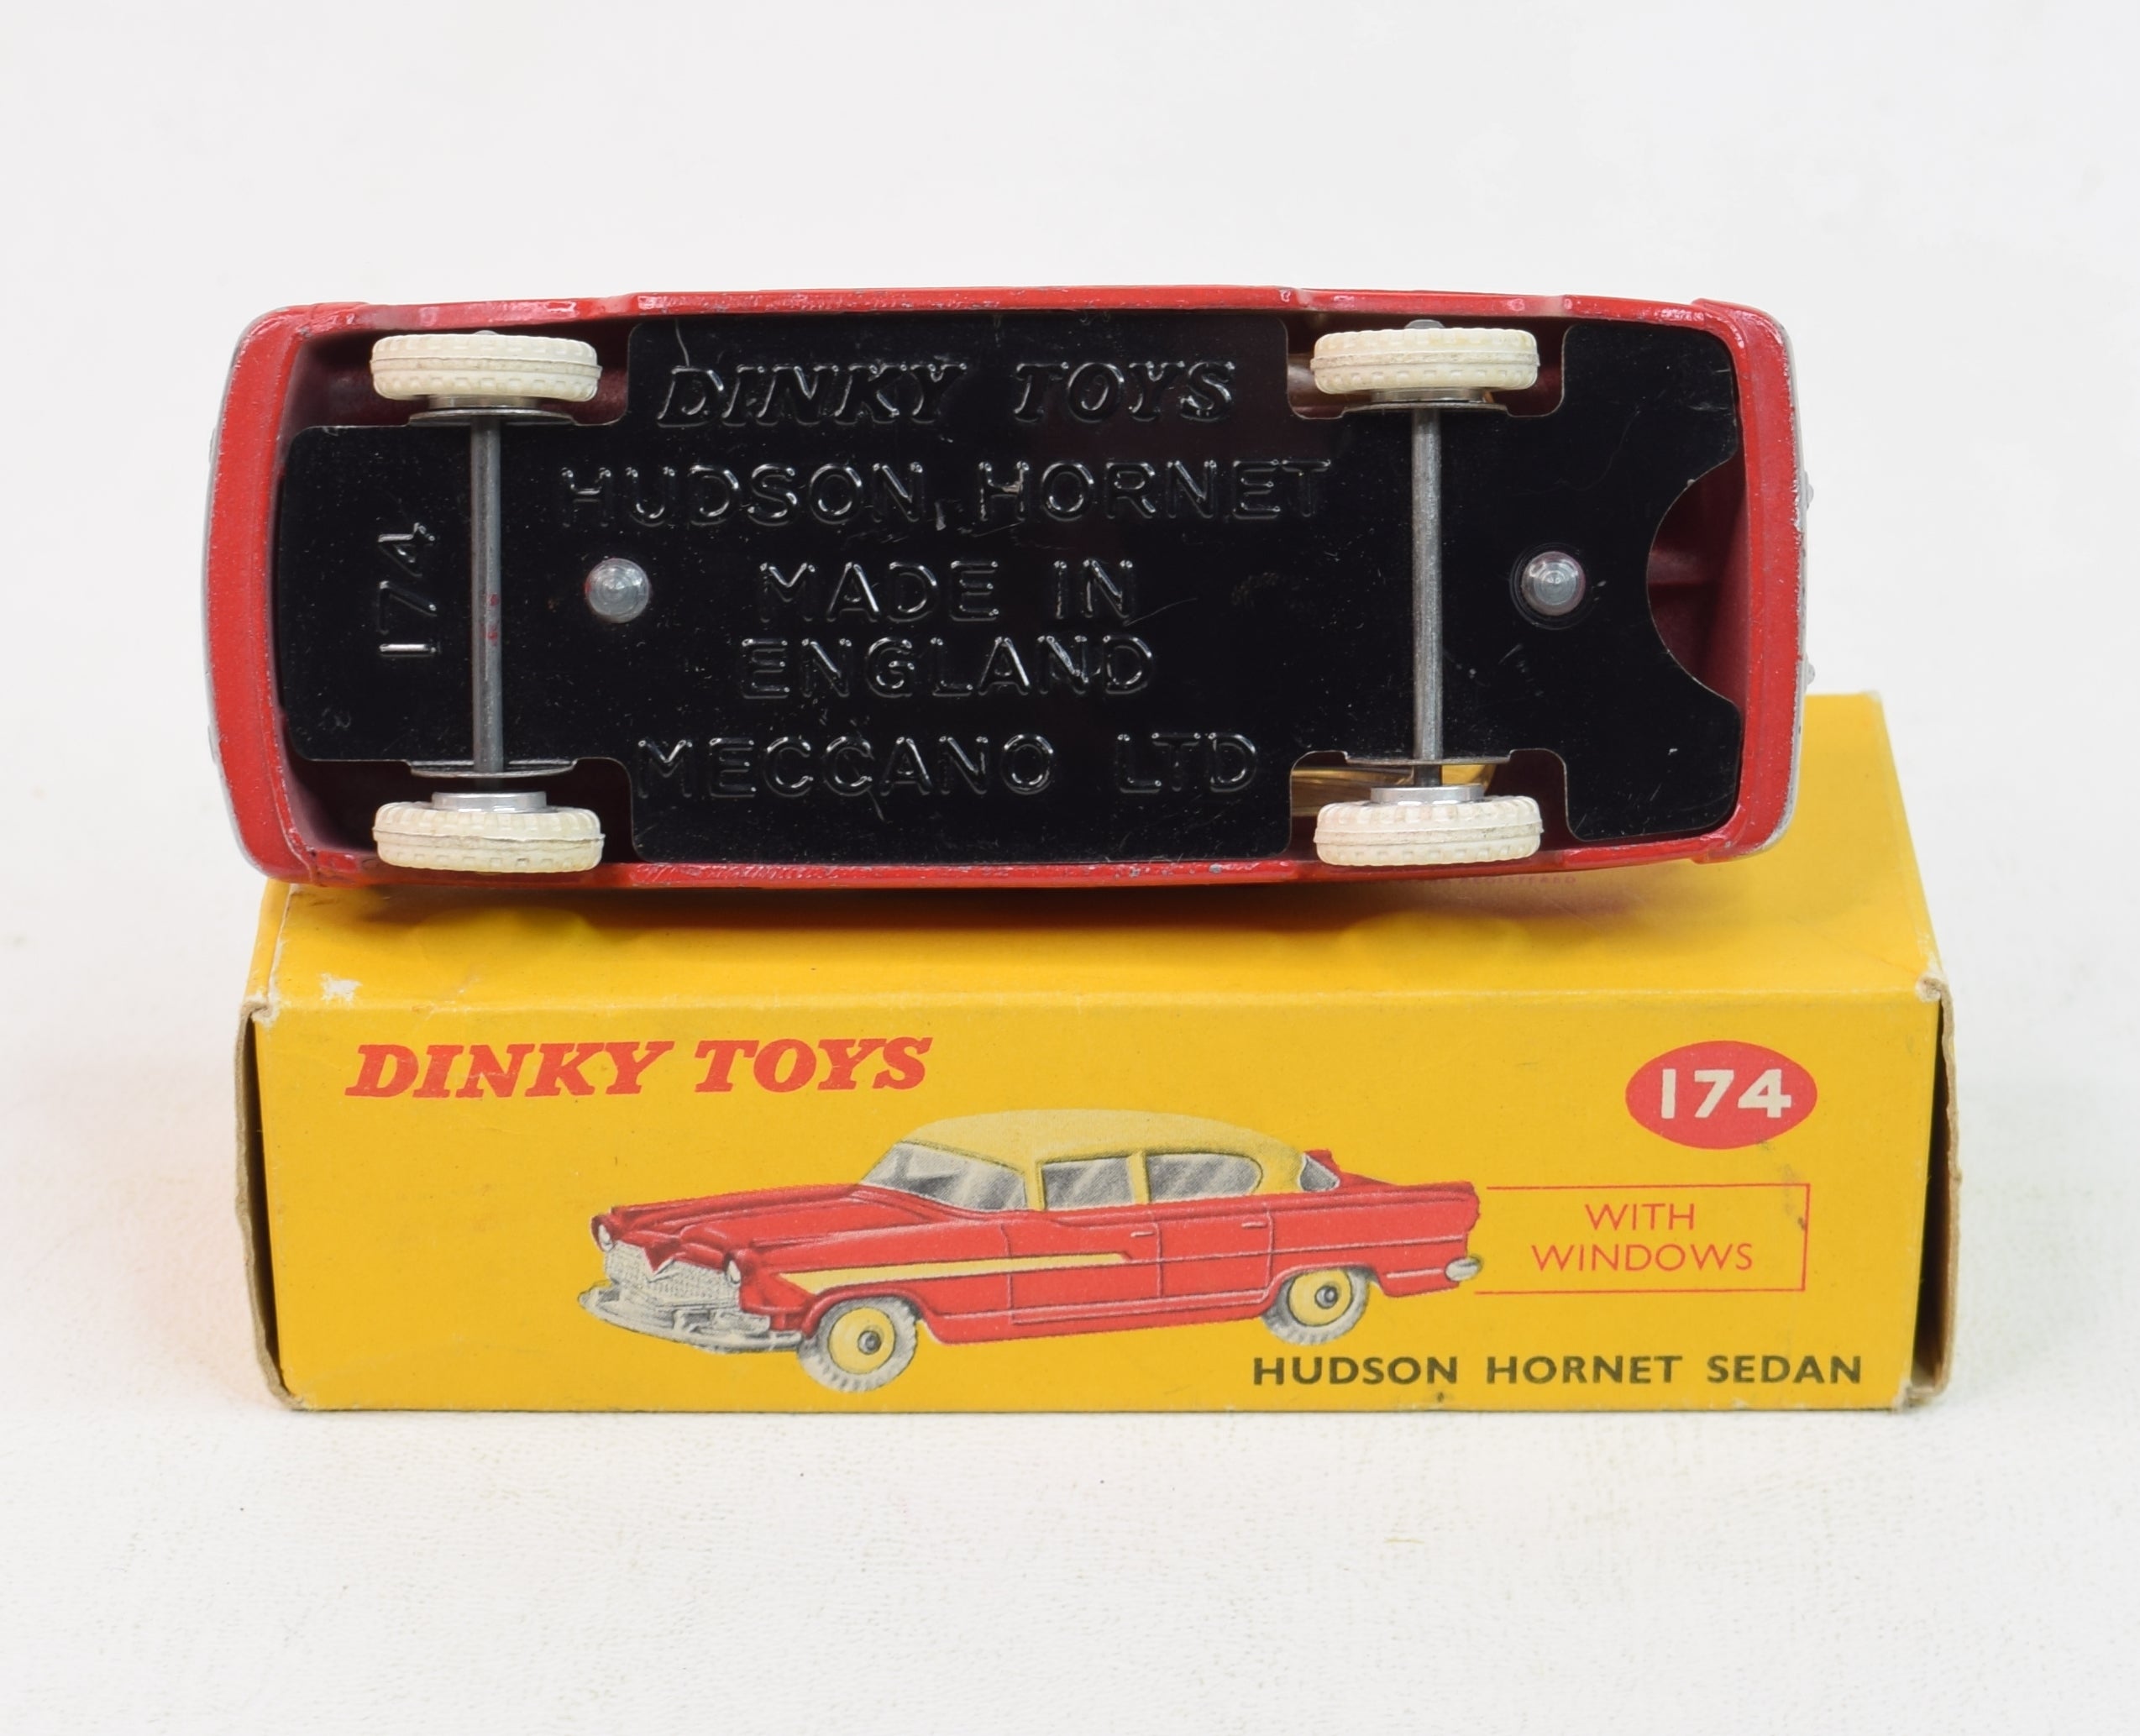 DINKY TOYS
HUDSON HORNET
174
MADE IN
ENGLAND
MECCANO LTD
DINKY TOYS
174
WITH
WINDOWS
HUDSON HORNET SEDAN